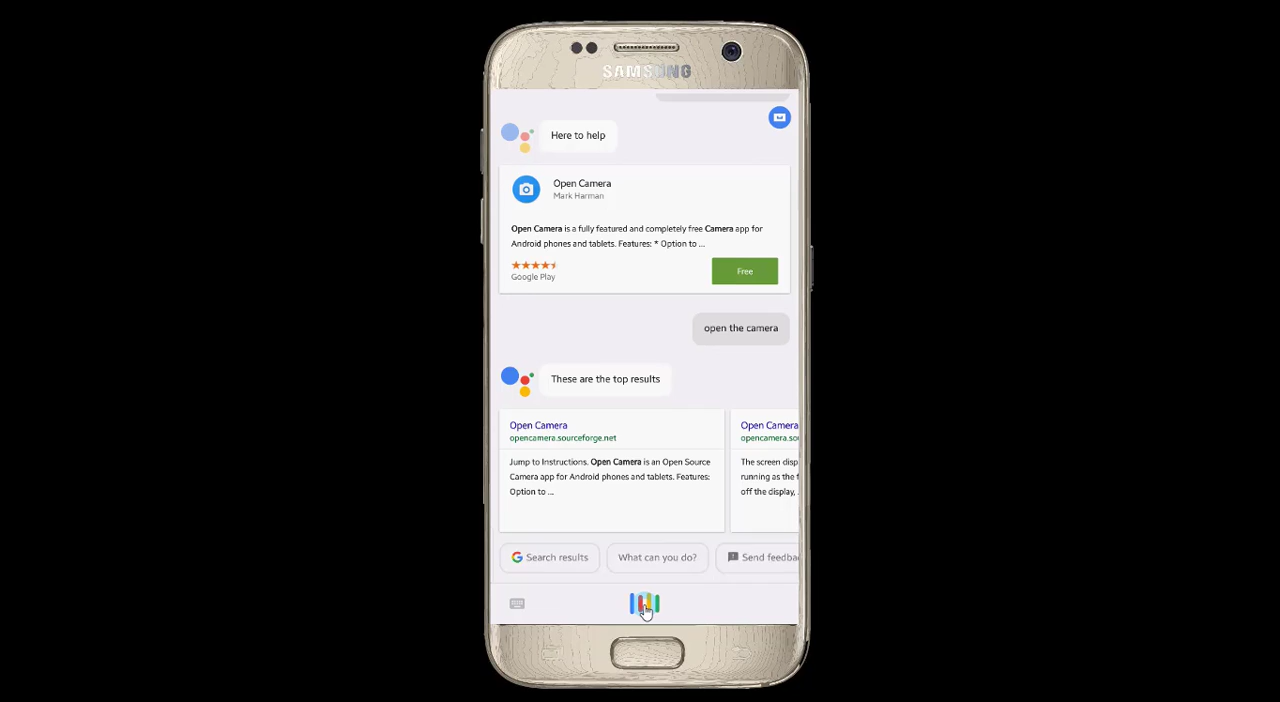 SAMSUNG
Here to help
Open Camera
Mark Harman
Open Camera is a fully featured and completely free Camera app for
Android phones and tablets. Features: * Option to ...
Google Play
Free
open the camera
These are the top results
Open Camera
opencamera.sourceforge.net
Jump to Instructions. Open Camera is an Open Source
Camera app for Android phones and tablets. Features:
Option to ...
Open Camera
opencamera.sou
The screen disp
running as the f
off the display, .
Search results
What can you do?
Send feedba